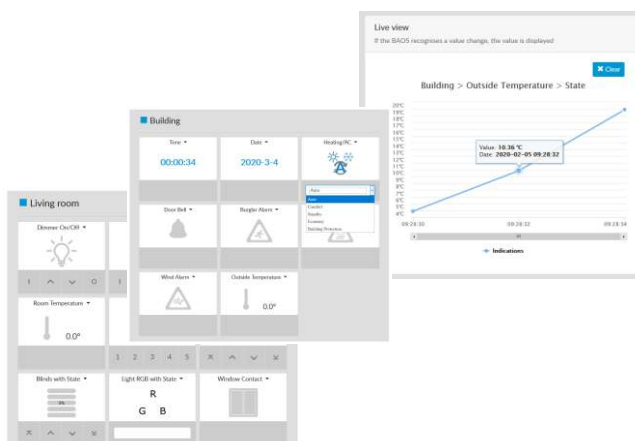 Live view
If the BAOS recognises a value change, the value is displayed
✖ Clear
Building > Outside Temperature > State
20°C
19°C
18°C
17°C
16°C
15°C
14°C
13°C
12°C
11°C
10°C
9°C
8°C
7°C
6°C
5°C
4°C
Value: 10.36 °C
Date: 2020-02-05 09:28:32
09:28:30 09:28:32 09:28:34
Indications
Building
Time Date Heating/AC
00:00:34 2020-3-4
A
Auto
Auto
Comfort
Standby
Economy
Building Protection
Door Bell Burglar Alarm
Wind Alarm Outside Temperature
0.0°
Living room
Dimmer On/Off
I O I
Room Temperature
0.0°
1 2 3 4 5
Blinds with State Light RGB with State Window Contact
0%
R
G B